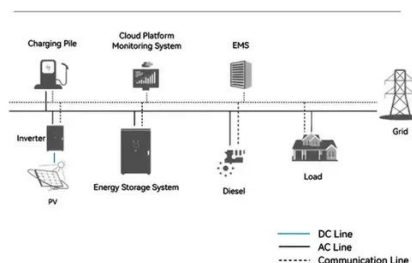 Charging Pile
Cloud Platform
Monitoring System
EMS
Grid
Inverter
PV
Energy Storage System
Diesel
Load
DC Line
AC Line
Communication Line